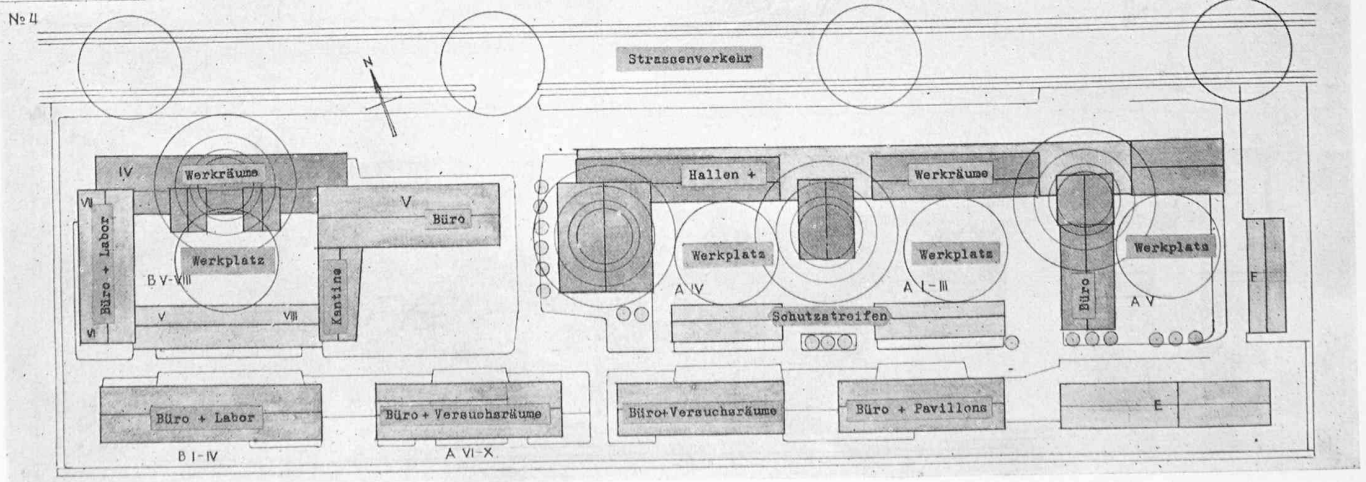 No 4
Strassenverkehr
N
IV
Werkräume
Hallen +
Werkräume
VII
Büro + Labor
S
V
Büro
Werkplatz
B V-VIII
V
VIII
Kantine
Werkplatz
A IV
Werkplatz
A I-III
Büro
Werkplatz
A V
F
Schutzstreifen
Büro + Labor
B I-IV
Büro + Versuchsräume
A VI-X
Büro+Versuchsräume
Büro + Pavillons
E